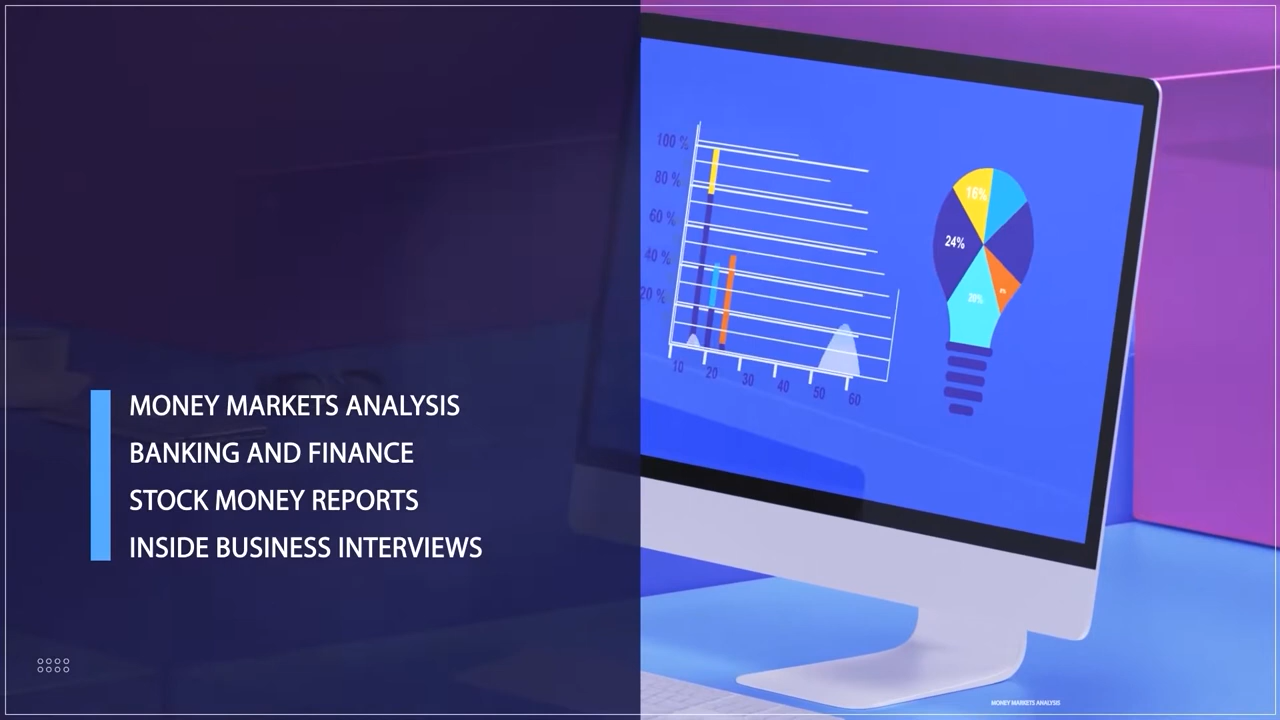 MONEY MARKETS ANALYSIS
BANKING AND FINANCE
STOCK MONEY REPORTS
INSIDE BUSINESS INTERVIEWS
100 %
80 %
60 %
40 %
20 %
10 20 30 40 50 60
16%
24%
MONEY MARKETS ANALYSIS